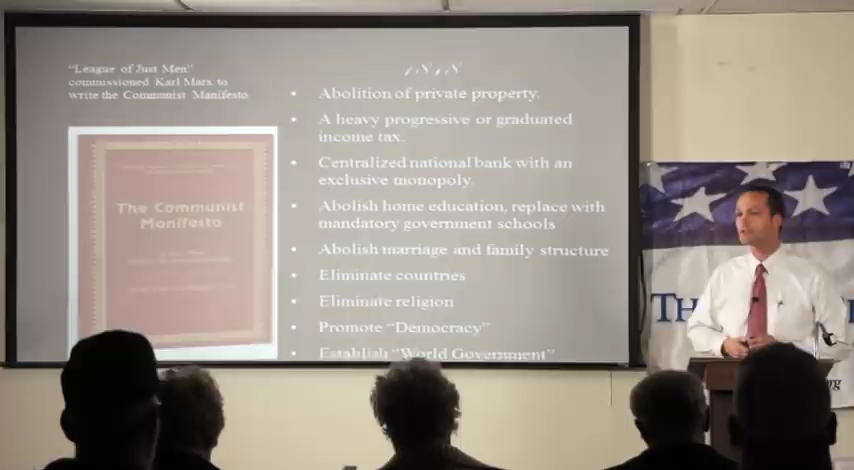 “League of Just Men”
commissioned Karl Marx to
write the Communist Manifesto.
The Communist
Manifesto
• Abolition of private property.
• A heavy progressive or graduated
income tax.
• Centralized national bank with an
exclusive monopoly.
• Abolish home education, replace with
mandatory government schools
• Abolish marriage and family structure
• Eliminate countries
• Eliminate religion
• Promote “Democracy”
• Establish “World Government”
TH
rg